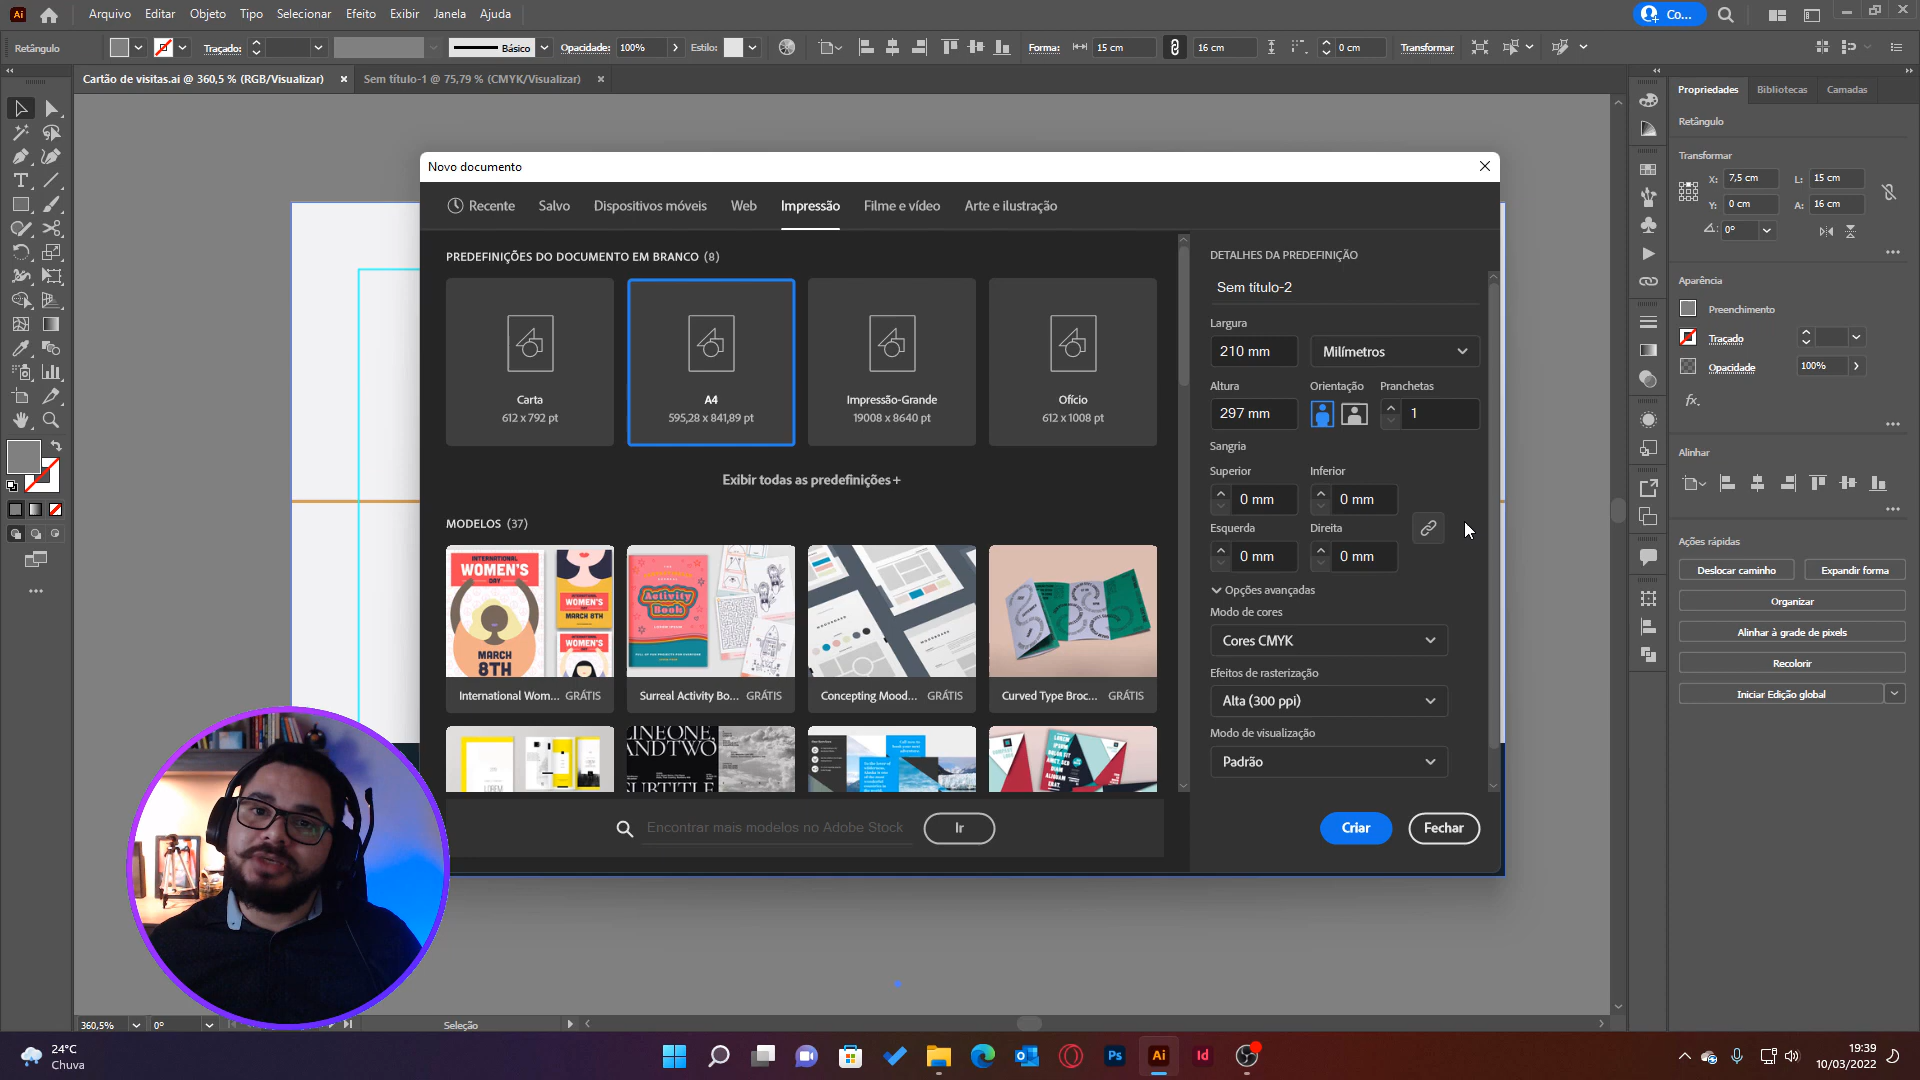 Ai Arquivo Editar Objeto Tipo Selecionar Efeito Exibir Janela Ajuda Co...
Retângulo Traçado: Básico Opacidade: 100% Estilo: Forma: 15 cm 16 cm 0 cm Transformar
Cartão de visitas.ai @ 360,5 % (RGB/Visualizar) × Sem título-1 @ 75,79 % (CMYK/Visualizar) ×
Novo documento
Recente Salvo Dispositivos móveis Web Impressão Filme e vídeo Arte e ilustração
PREDEFINIÇÕES DO DOCUMENTO EM BRANCO (8)
Carta
612 x 792 pt
A4
595,28 x 841,89 pt
Impressão-Grande
19008 x 8640 pt
Ofício
612 x 1008 pt
Exibir todas as predefinições+
MODELOS (37)
INTERNATIONAL
WOMEN'S
DAY
MARCH
8TH
WOMEN'S
MARCH 8TH
WOMEN'S
Activity
Book
International Wom... GRÁTIS
Surreal Activity Bo... GRÁTIS
Concepting Mood... GRÁTIS
Curved Type Broc... GRÁTIS
LINEONE,
ANDTWO
SUBTITLE
Encontrar mais modelos no Adobe Stock
Ir
DETALHES DA PREDEFINIÇÃO
Sem título-2
Largura
210 mm Milímetros
Altura Orientação Pranchetas
297 mm 1
Sangria
Superior Inferior
0 mm 0 mm
Esquerda Direita
0 mm 0 mm
Opções avançadas
Modo de cores
Cores CMYK
Efeitos de rasterização
Alta (300 ppi)
Modo de visualização
Padrão
Criar Fechar
Propriedades Bibliotecas Camadas
Retângulo
Transformar
X: 7,5 cm L: 15 cm
Y: 0 cm A: 16 cm
0°
Aparência
Preenchimento
Traçado
Opacidade 100%
fx.
Alinhar
Ações rápidas
Deslocar caminho Expandir forma
Organizar
Alinhar à grade de pixels
Recolorir
Iniciar Edição global
360,5% 0° Seleção
24°C
Chuva
Ps Ai Id
19:39
10/03/2022